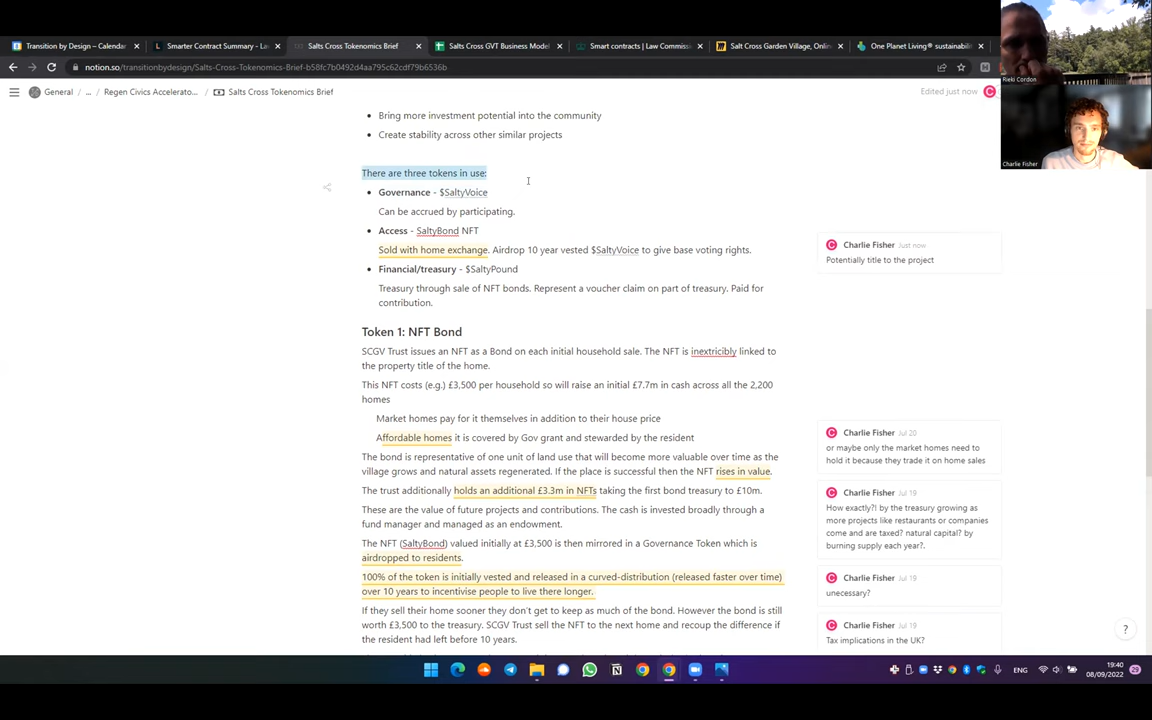 Transition by Design – Calendar
Smarter Contract Summary - La
Salts Cross Tokenomics Brief
Salts Cross GVT Business Model
Smart contracts | Law Commiss
Salt Cross Garden Village, Onlin
One Planet Living® sustainabil
notion.so/transitionbydesign/Salts-Cross-Tokenomics-Brief-b58fc7b0492d4aa795c62cdf79b6536b
General / ... / Regen Civics Accelerato... / Salts Cross Tokenomics Brief
Edited just now
Rieki Cordon
Charlie Fisher
Bring more investment potential into the community
Create stability across other similar projects
There are three tokens in use:
Governance - $SaltyVoice
Can be accrued by participating.
Access - SaltyBond NFT
Sold with home exchange. Airdrop 10 year vested $SaltyVoice to give base voting rights.
Financial/treasury - $SaltyPound
Treasury through sale of NFT bonds. Represent a voucher claim on part of treasury. Paid for
contribution.
Token 1: NFT Bond
SCGV Trust issues an NFT as a Bond on each initial household sale. The NFT is inextricibly linked to
the property title of the home.
This NFT costs (e.g.) £3,500 per household so will raise an initial £7.7m in cash across all the 2,200
homes
Market homes pay for it themselves in addition to their house price
Affordable homes it is covered by Gov grant and stewarded by the resident
The bond is representative of one unit of land use that will become more valuable over time as the
village grows and natural assets regenerated. If the place is successful then the NFT rises in value.
The trust additionally holds an additional £3.3m in NFTs taking the first bond treasury to £10m.
These are the value of future projects and contributions. The cash is invested broadly through a
fund manager and managed as an endowment.
The NFT (SaltyBond) valued initially at £3,500 is then mirrored in a Governance Token which is
airdropped to residents.
100% of the token is initially vested and released in a curved-distribution (released faster over time)
over 10 years to incentivise people to live there longer.
If they sell their home sooner they don't get to keep as much of the bond. However the bond is still
worth £3,500 to the treasury. SCGV Trust sell the NFT to the next home and recoup the difference if
the resident had left before 10 years.
C Charlie Fisher Just now
Potentially title to the project
C Charlie Fisher Jul 20
or maybe only the market homes need to
hold it because they trade it on home sales
C Charlie Fisher Jul 19
How exactly?! by the treasury growing as
more projects like restaurants or companies
come and are taxed? natural capital? by
burning supply each year?.
C Charlie Fisher Jul 19
unecessary?
C Charlie Fisher Jul 19
Tax implications in the UK?
?
ENG
19:40
08/09/2022
29